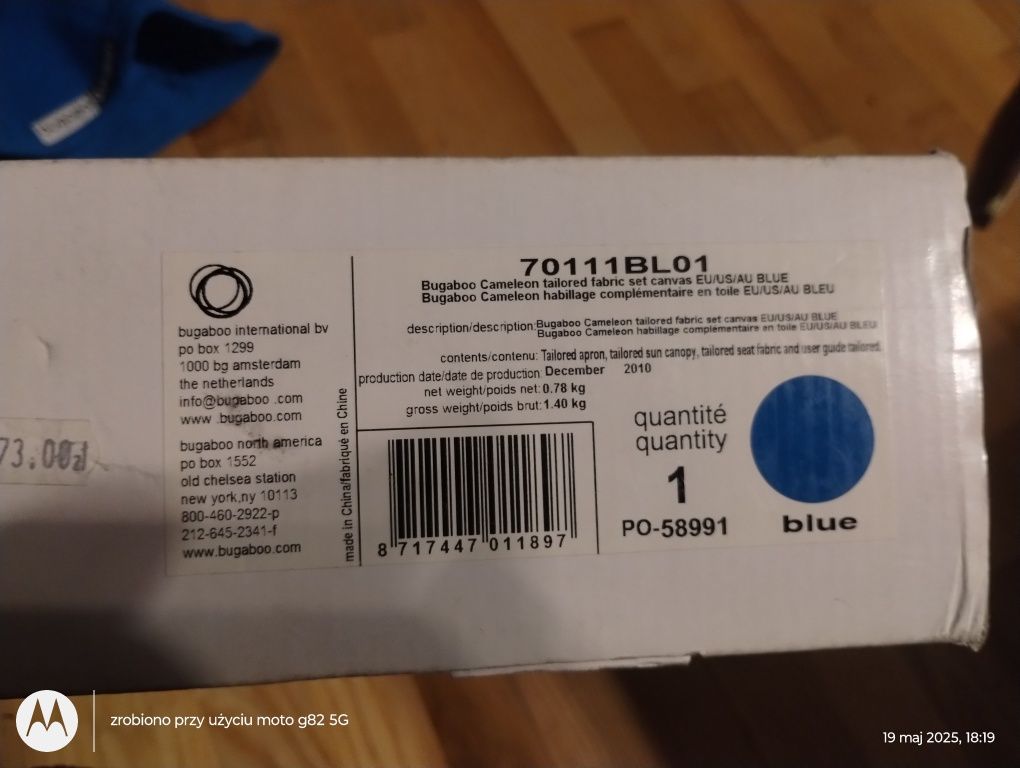 70111BL01
Bugaboo Cameleon tailored fabric set canvas EU/US/AU BLUE
Bugaboo Cameleon habillage complémentaire en toile EU/US/AU BLEU
description/description: Bugaboo Cameleon tailored fabric set canvas EU/US/AU BLUE
Bugaboo Cameleon habillage complémentaire en toile EU/US/AU BLEU
contents/contenu: Tailored apron, tailored sun canopy, tailored seat fabric and user guide tailored.
production date/date de production: December 2010
net weight/poids net: 0.78 kg
gross weight/poids brut: 1.40 kg
bugaboo international bv
po box 1299
1000 bg amsterdam
the netherlands
info@bugaboo .com
www .bugaboo.com
bugaboo north america
po box 1552
old chelsea station
new york,ny 10113
800-460-2922-p
212-645-2341-f
www.bugaboo.com
made in China/fabriqué en Chine
8 717447 011897
quantité
quantity
1
PO-58991
blue
zrobiono przy użyciu moto g82 5G
19 maj 2025, 18:19